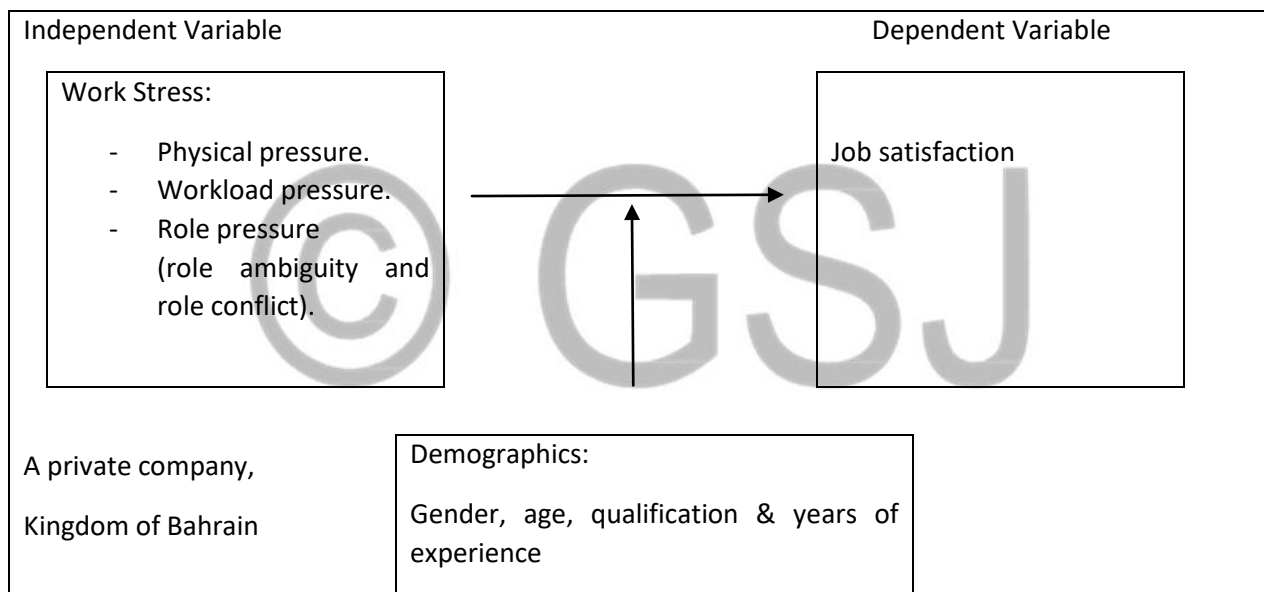 Independent Variable
Dependent Variable
Work Stress:
- Physical pressure.
- Workload pressure.
- Role pressure
(role ambiguity and
role conflict).
Job satisfaction
© GSJ
A private company,
Kingdom of Bahrain
Demographics:
Gender, age, qualification & years of
experience